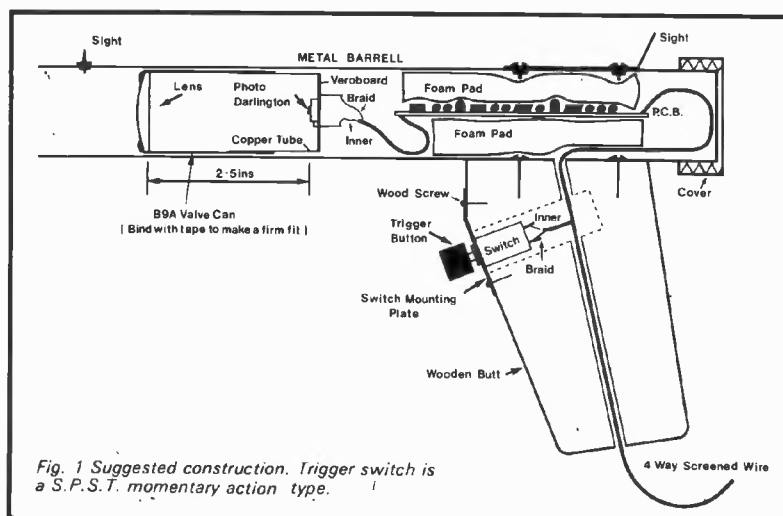 Sight
METAL BARRELL
Sight
Lens
Photo
Darlington
Veroboard
Braid
Inner
Copper Tube
Foam Pad
P.C.B.
Foam Pad
2·5ins
B9A Valve Can
( Bind with tape to make a firm fit )
Wood Screw
Cover
Trigger
Button
Switch
Inner
Braid
Switch Mounting
Plate
Wooden Butt
4 Way Screened Wire
Fig. 1 Suggested construction. Trigger switch is
a S.P.S.T. momentary action type.